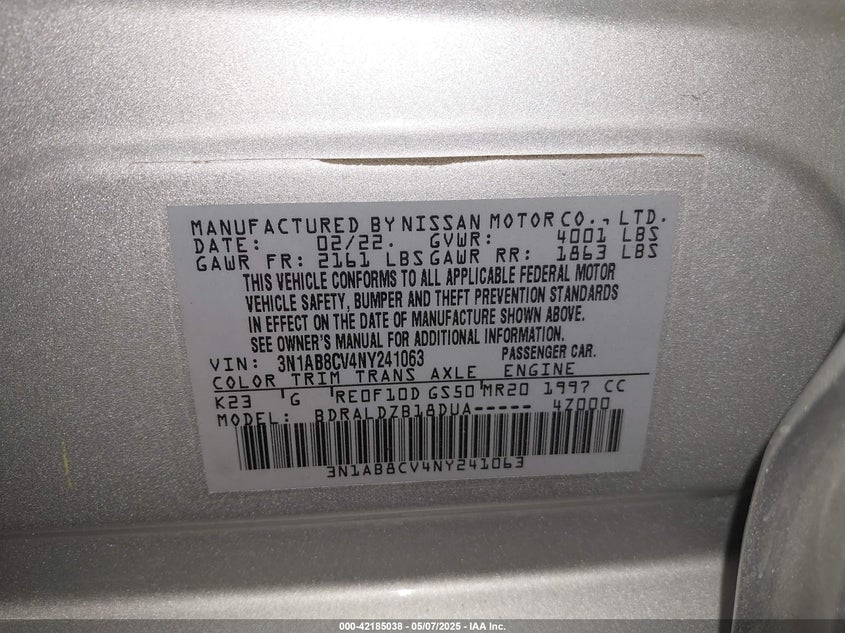 MANUFACTURED BY NISSAN MOTOR CO., LTD.
DATE: 02/22. GVWR: 4001 LBS
GAWR FR: 2161 LBS GAWR RR: 1863 LBS
THIS VEHICLE CONFORMS TO ALL APPLICABLE FEDERAL MOTOR
VEHICLE SAFETY, BUMPER AND THEFT PREVENTION STANDARDS
IN EFFECT ON THE DATE OF MANUFACTURE SHOWN ABOVE.
SEE OWNER'S MANUAL FOR ADDITIONAL INFORMATION.
VIN: 3N1AB8CV4NY241063 PASSENGER CAR.
COLOR TRIM TRANS AXLE ENGINE
K23 G RE0F10D GS50 MR20 1997 CC
MODEL: BDRALDZB18DUA----- 4Z000
3N1AB8CV4NY241063
000-42185038 - 05/07/2025 - IAA Inc.